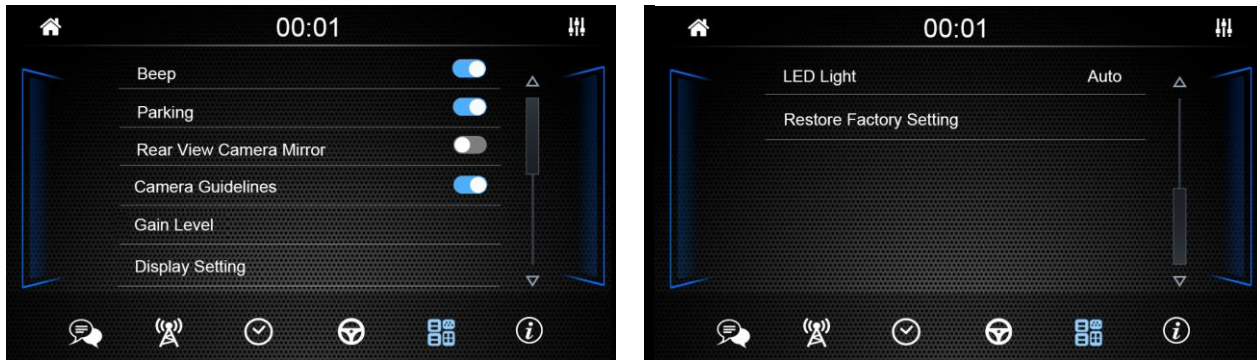 00:01
Beep
Parking
Rear View Camera Mirror
Camera Guidelines
Gain Level
Display Setting
00:01
LED Light Auto
Restore Factory Setting